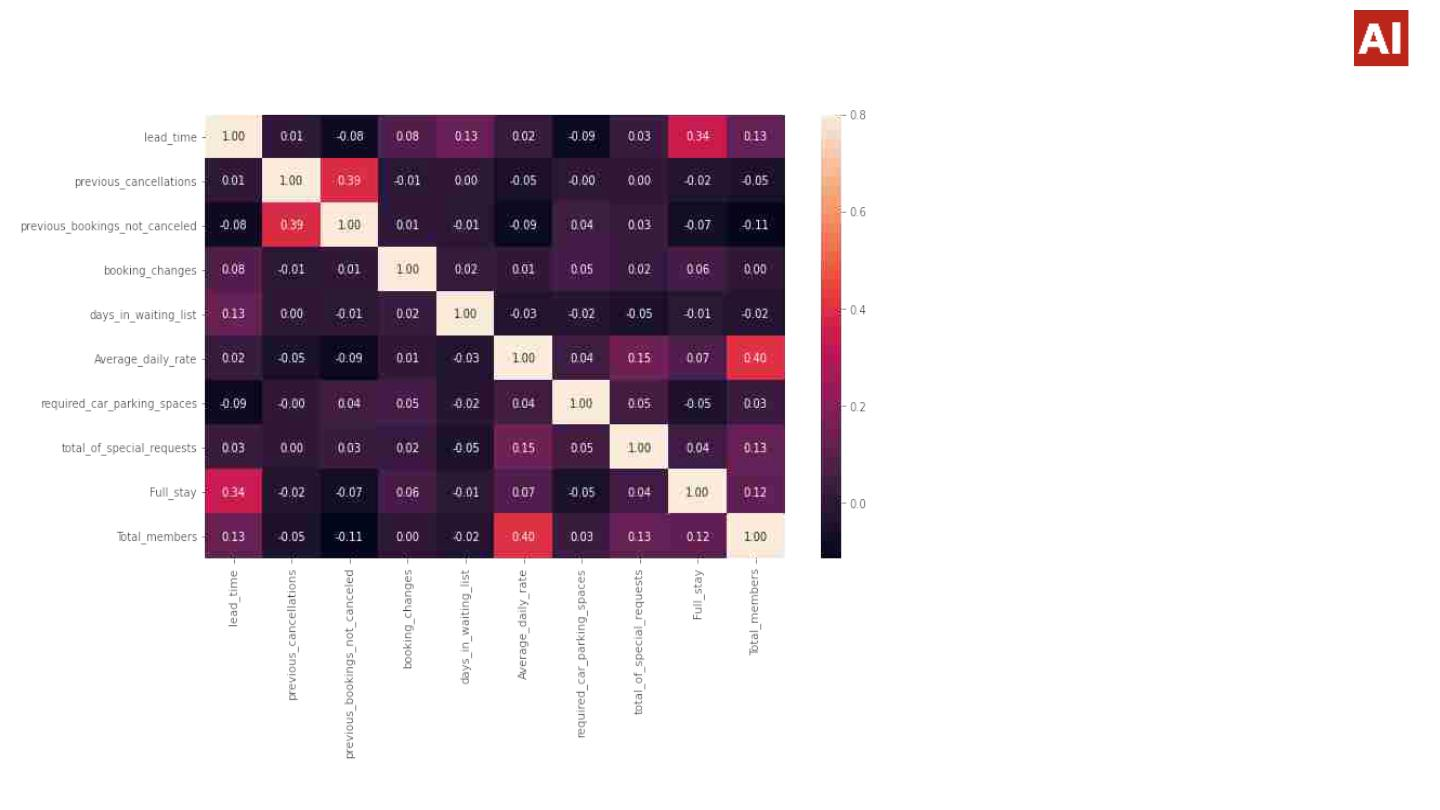 AI
0.8
lead_time 1.00 0.01 -0.08 0.08 0.13 0.02 -0.09 0.03 0.34 0.13
previous_cancellations 0.01 1.00 0.39 -0.01 0.00 -0.05 -0.00 0.00 -0.02 -0.05
0.6
previous_bookings_not_canceled -0.08 0.39 1.00 0.01 -0.01 -0.09 0.04 0.03 -0.07 -0.11
booking_changes 0.08 -0.01 0.01 1.00 0.02 0.01 0.05 0.02 0.06 0.00
days_in_waiting_list 0.13 0.00 -0.01 0.02 1.00 -0.03 -0.02 -0.05 -0.01 -0.02
0.4
Average_daily_rate 0.02 -0.05 -0.09 0.01 -0.03 1.00 0.04 0.15 0.07 0.40
required_car_parking_spaces -0.09 -0.00 0.04 0.05 -0.02 0.04 1.00 0.05 -0.05 0.03
0.2
total_of_special_requests 0.03 0.00 0.03 0.02 -0.05 0.15 0.05 1.00 0.04 0.13
Full_stay 0.34 -0.02 -0.07 0.06 -0.01 0.07 -0.05 0.04 1.00 0.12
0.0
Total_members 0.13 -0.05 -0.11 0.00 -0.02 0.40 0.03 0.13 0.12 1.00
lead_time
previous_cancellations
previous_bookings_not_canceled
booking_changes
days_in_waiting_list
Average_daily_rate
required_car_parking_spaces
total_of_special_requests
Full_stay
Total_members